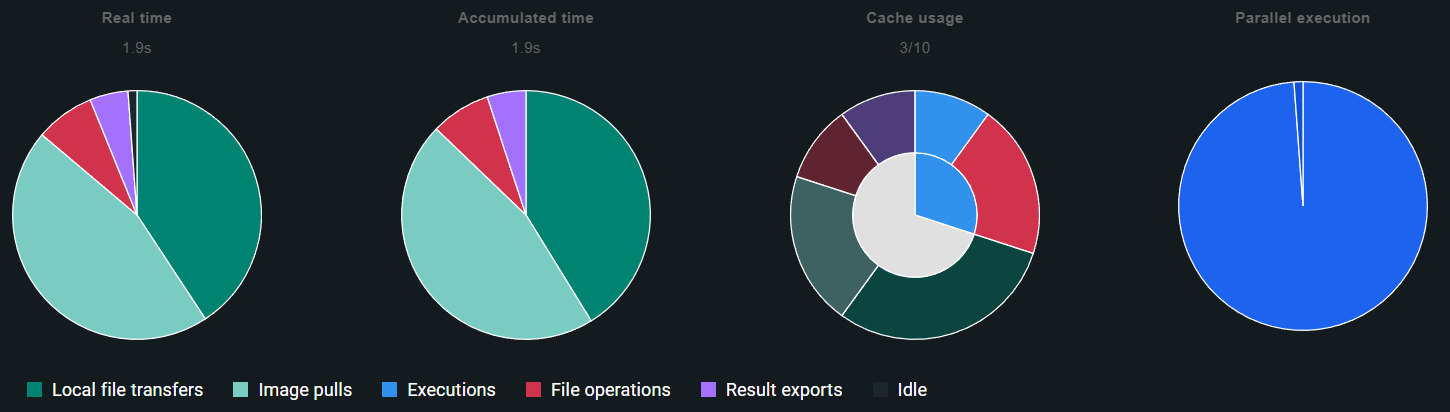 Real time
1.9s
Accumulated time
1.9s
Cache usage
3/10
Parallel execution
Local file transfers
Image pulls
Executions
File operations
Result exports
Idle